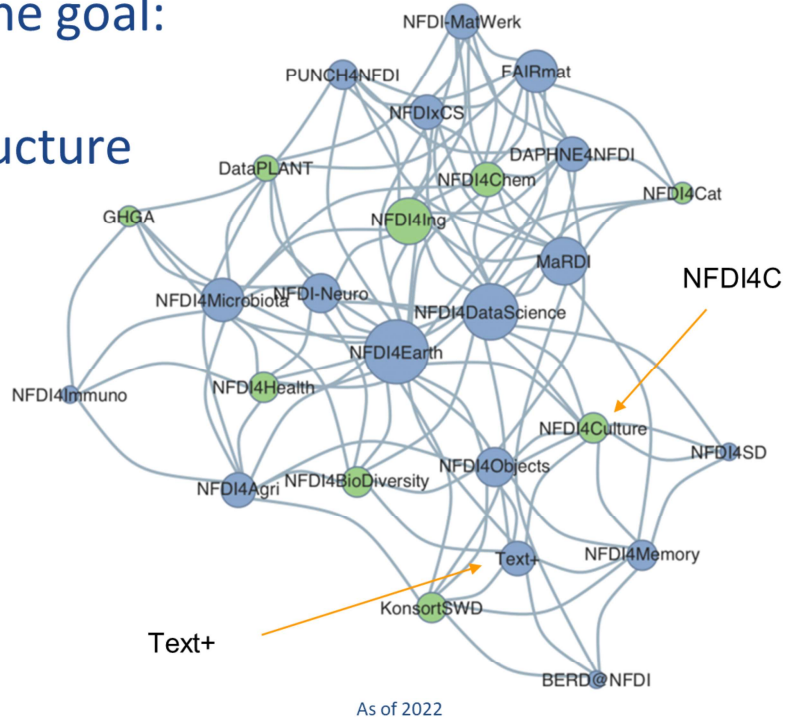 ne goal:
ucture
NFDI-MatWerk
PUNCH4NFDI
FAIRmat
NFDIxCS
DAPHNE4NFDI
DataPLANT
NFDI4Chem
NFDI4Cat
GHGA
NFDI4Ing
MaRDI
NFDI4C
NFDI4Microbiota
NFDI-Neuro
NFDI4DataScience
NFDI4Earth
NFDI4Immuno
NFDI4Health
NFDI4Culture
NFDI4SD
NFDI4Objects
NFDI4Agri
NFDI4BioDiversity
Text+
NFDI4Memory
KonsortSWD
Text+
BERD@NFDI
As of 2022